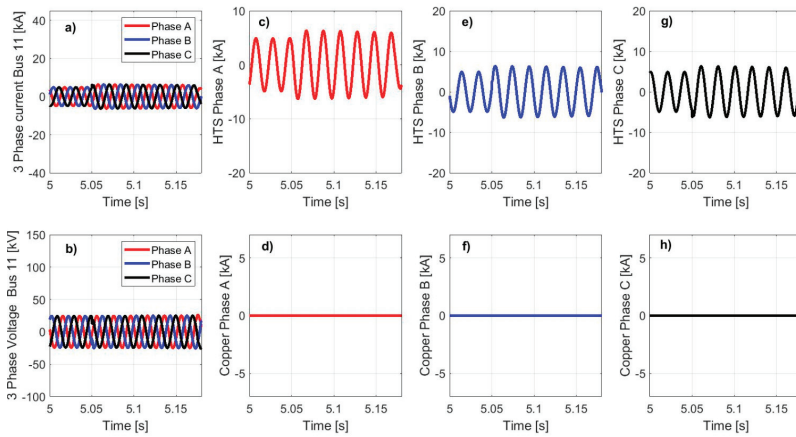 a)
Phase A
Phase B
Phase C
3 Phase current Bus 11 [kA]
40
20
0
-20
-40
5
5.05
5.1
5.15
Time [s]
c)
HTS Phase A [kA]
10
0
-10
-20
5
5.05
5.1
5.15
Time [s]
e)
HTS Phase B [kA]
20
10
0
-10
-20
5
5.05
5.1
5.15
Time [s]
g)
HTS Phase C [kA]
20
10
0
-10
-20
5
5.05
5.1
5.15
Time [s]
b)
Phase A
Phase B
Phase C
3 Phase Voltage Bus 11 [kV]
150
100
50
0
-50
-100
5
5.05
5.1
5.15
Time [s]
d)
Copper Phase A [kA]
5
0
-5
5
5.05
5.1
5.15
Time [s]
f)
Copper Phase B [kA]
5
0
-5
5
5.05
5.1
5.15
Time [s]
h)
Copper Phase C [kA]
5
0
-5
5
5.05
5.1
5.15
Time [s]